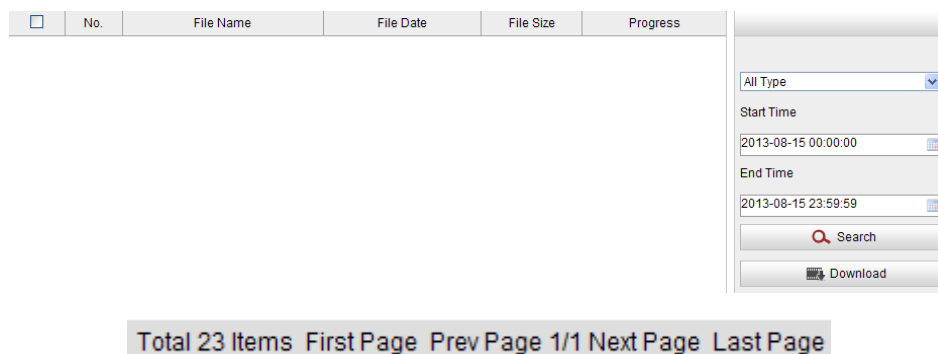 No. File Name File Date File Size Progress
All Type
Start Time
2013-08-15 00:00:00
End Time
2013-08-15 23:59:59
Search
Download
Total 23 Items First Page Prev Page 1/1 Next Page Last Page